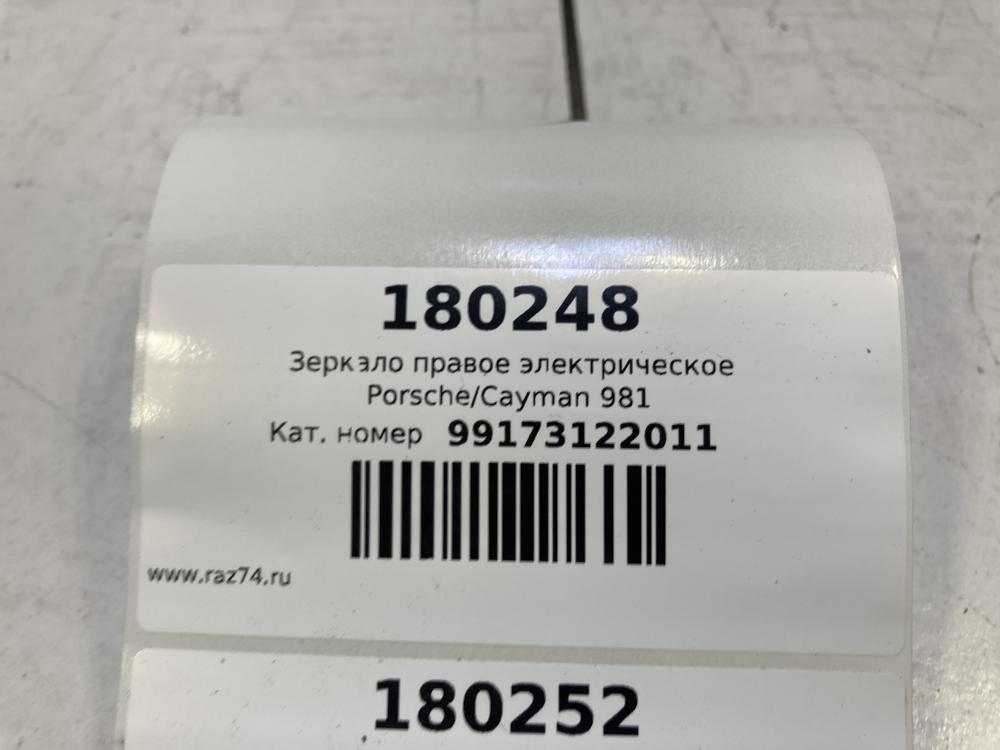 180248
Зеркало правое электрическое
Porsche/Cayman 981
Кат. номер 99173122011
www.raz74.ru
180252